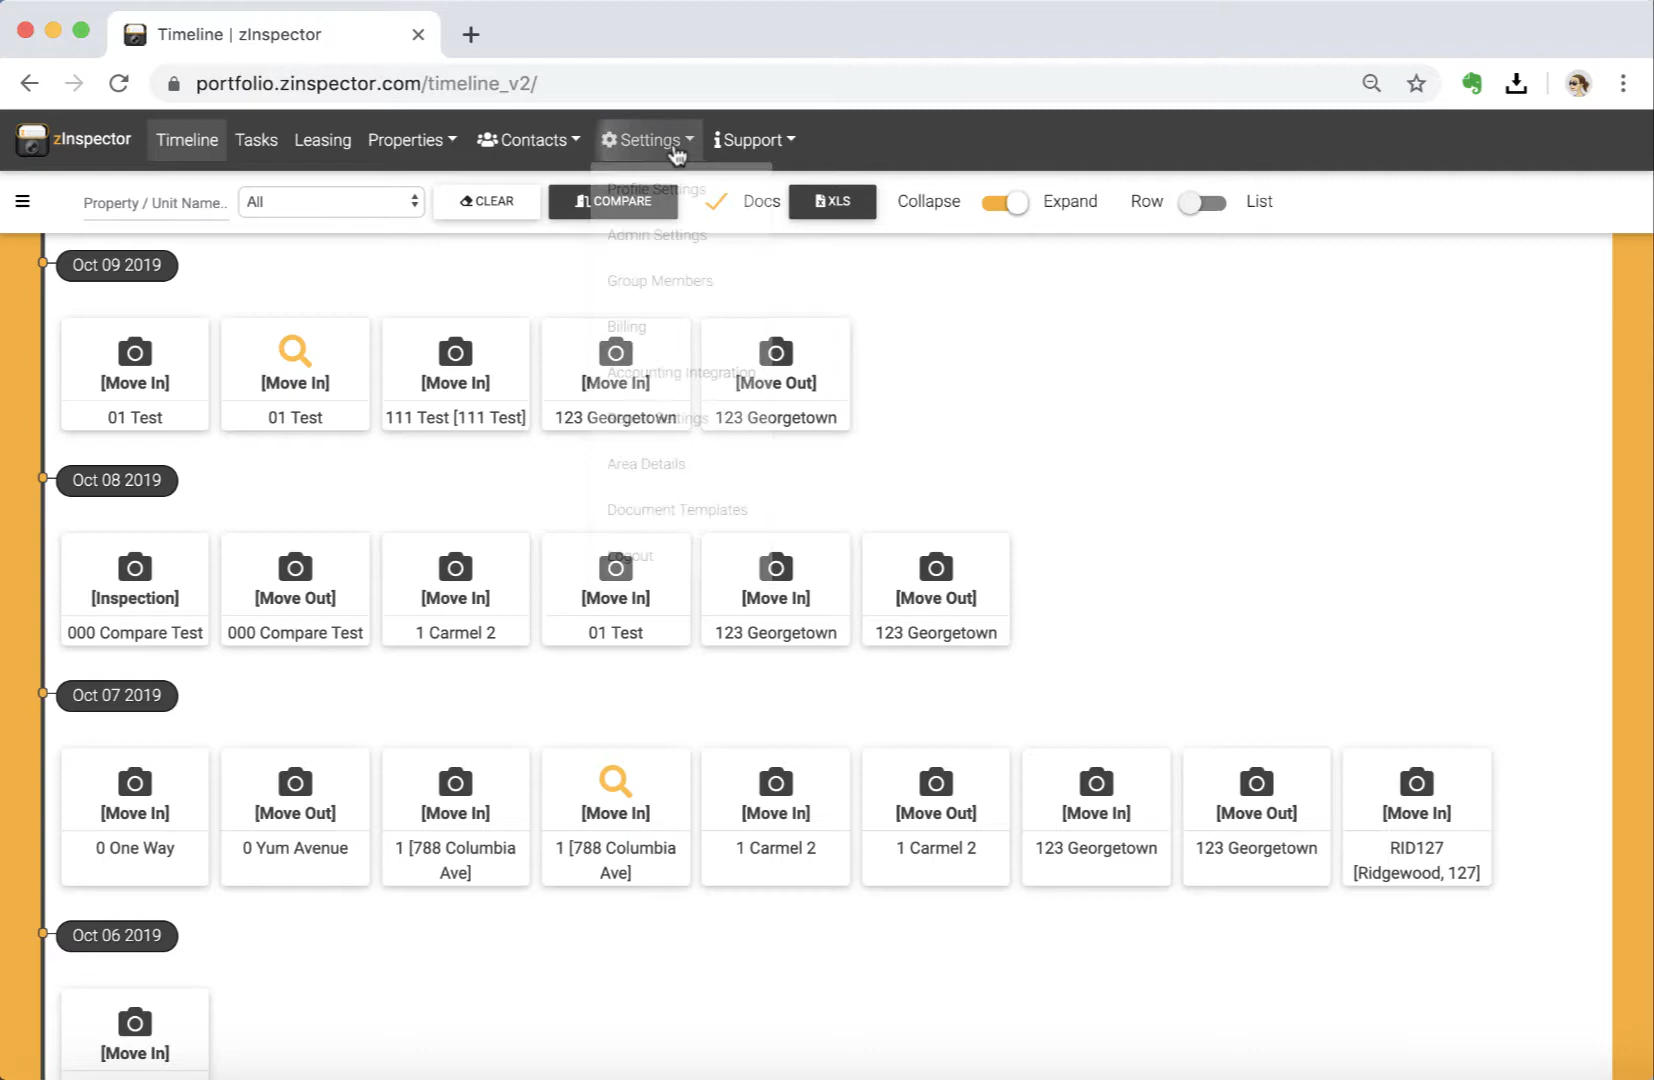 Timeline | zInspector
portfolio.zinspector.com/timeline_v2/
zInspector Timeline Tasks Leasing Properties Contacts Settings Support
Property / Unit Name.. All CLEAR COMPARE Docs XLS Collapse Expand Row List
Profile Settings
Admin Settings
Group Members
Billing
Accounting Integration
Area Details
Document Templates
Logout
Oct 09 2019
[Move In] [Move In] [Move In] [Move In] [Move Out]
01 Test 01 Test 111 Test [111 Test] 123 Georgetown 123 Georgetown
Oct 08 2019
[Inspection] [Move Out] [Move In] [Move In] [Move In] [Move Out]
000 Compare Test 000 Compare Test 1 Carmel 2 01 Test 123 Georgetown 123 Georgetown
Oct 07 2019
[Move In] [Move Out] [Move In] [Move In] [Move In] [Move Out] [Move In] [Move Out] [Move In]
0 One Way 0 Yum Avenue 1 [788 Columbia 1 [788 Columbia 1 Carmel 2 1 Carmel 2 123 Georgetown 123 Georgetown RID127
Ave] Ave] [Ridgewood, 127]
Oct 06 2019
[Move In]